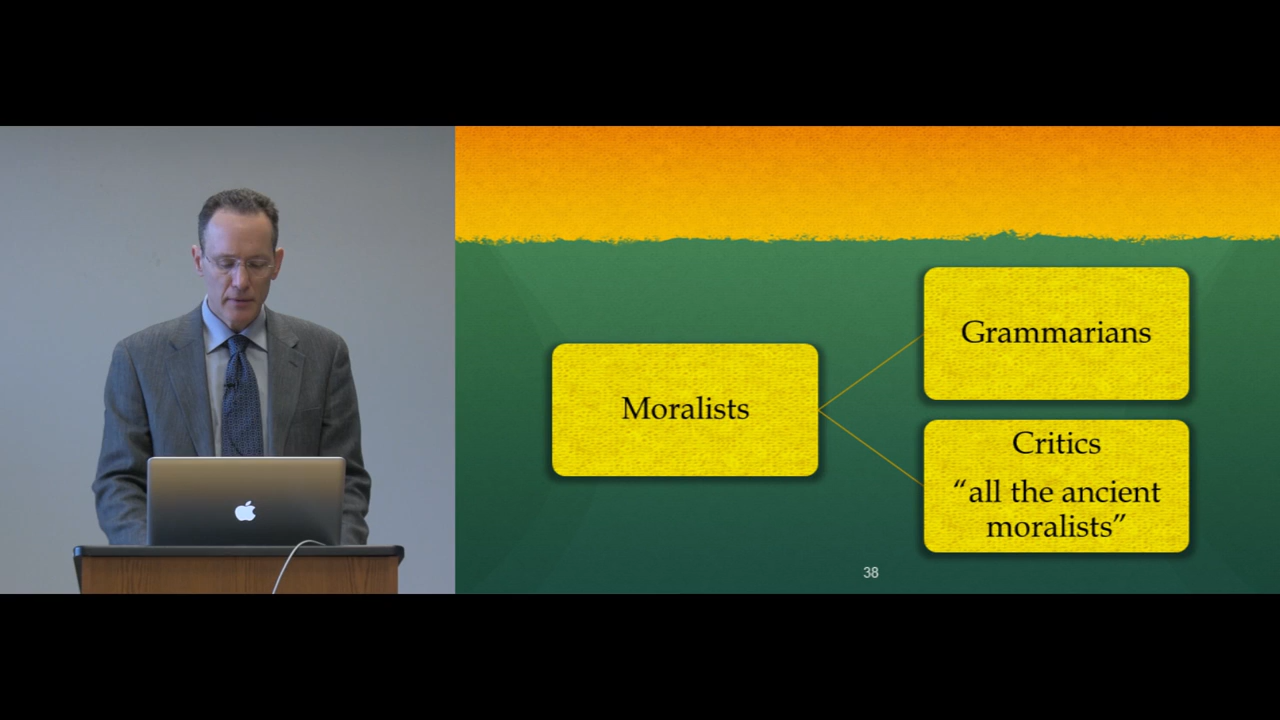 Moralists
Grammarians
Critics
“all the ancient
moralists”
38